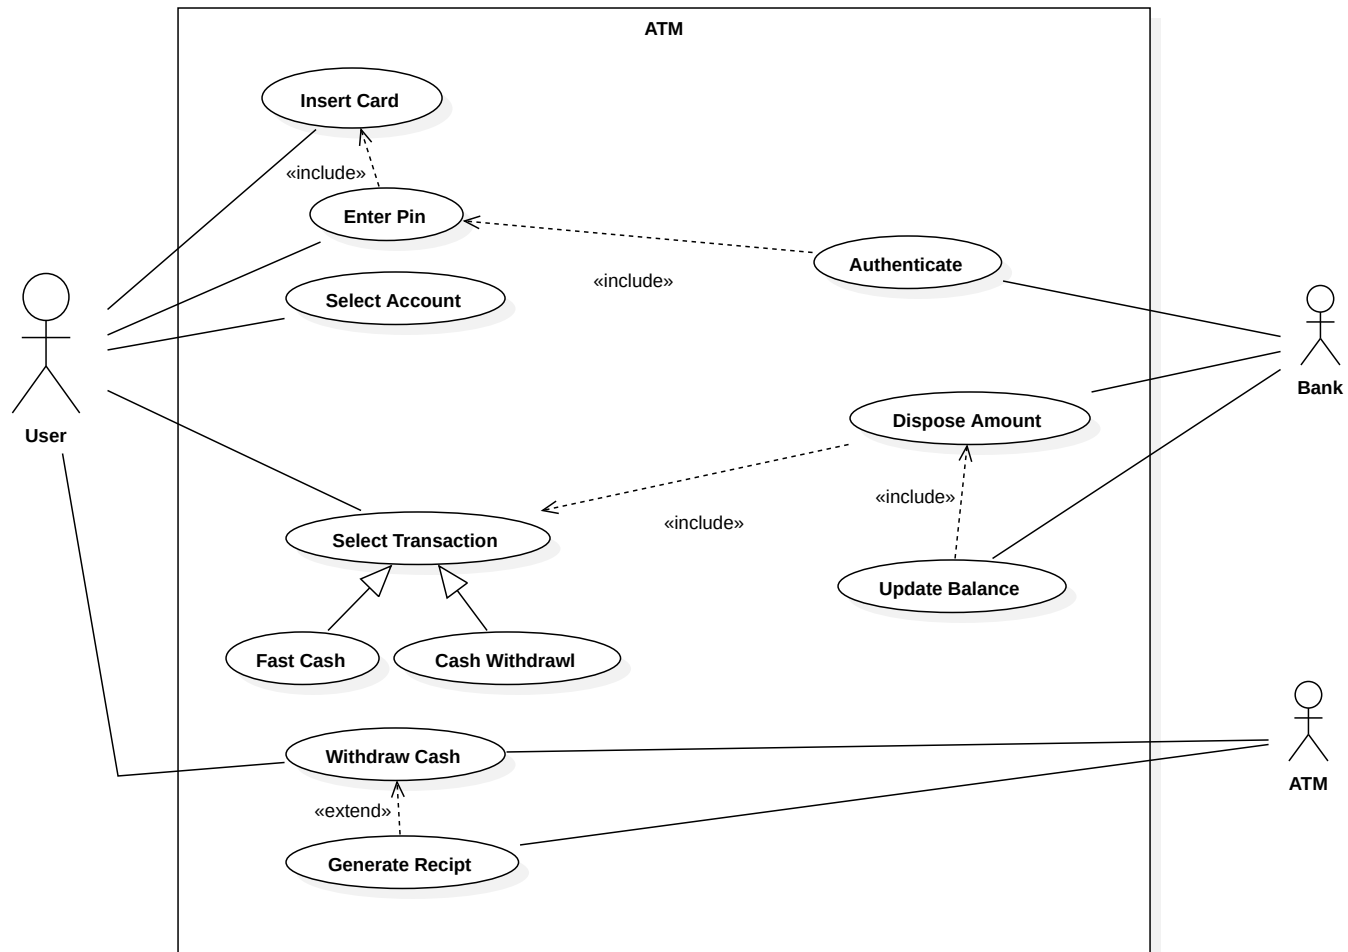 ATM
Insert Card
«include»
Enter Pin
Authenticate
«include»
Select Account
Bank
User
Dispose Amount
«include»
«include»
Select Transaction
Update Balance
Fast Cash
Cash Withdrawl
Withdraw Cash
ATM
«extend»
Generate Recipt